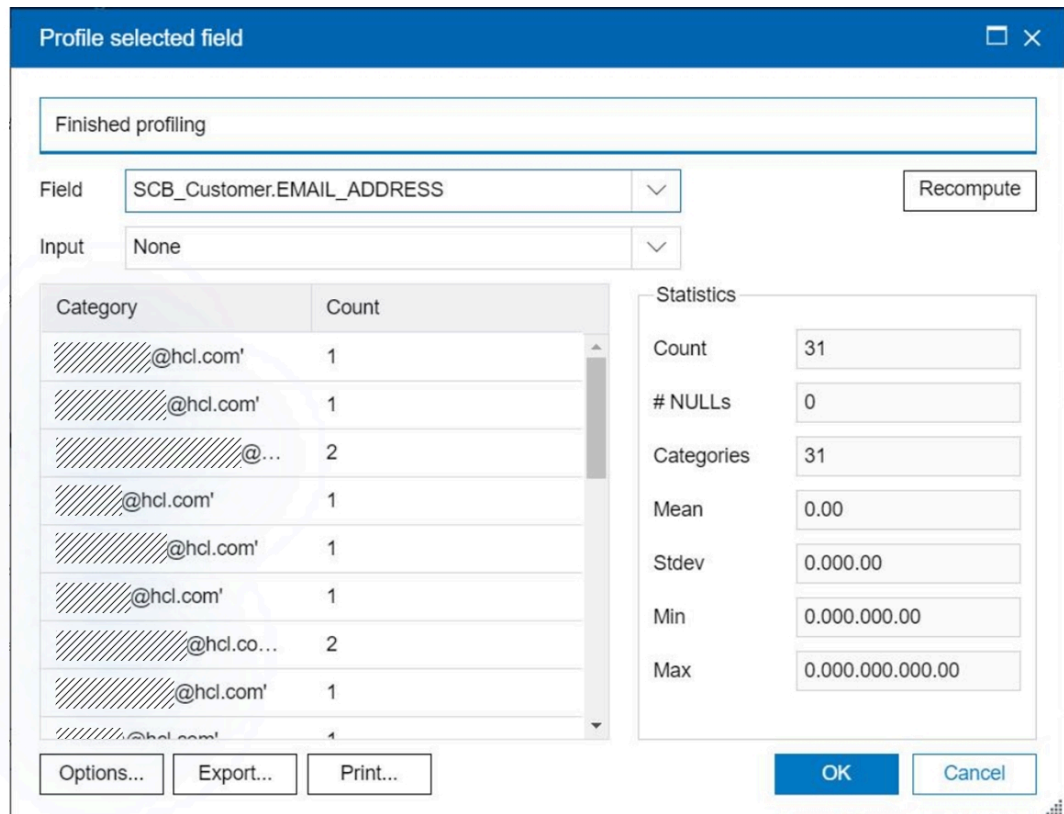 Profile selected field
Finished profiling
Field SCB_Customer.EMAIL_ADDRESS Recompute
Input None
Category Count
@hcl.com' 1
@hcl.com' 1
@... 2
@hcl.com' 1
@hcl.com' 1
@hcl.com' 1
@hcl.co... 2
@hcl.com' 1
Statistics
Count 31
# NULLs 0
Categories 31
Mean 0.00
Stdev 0.000.00
Min 0.000.000.00
Max 0.000.000.000.00
Options... Export... Print... OK Cancel